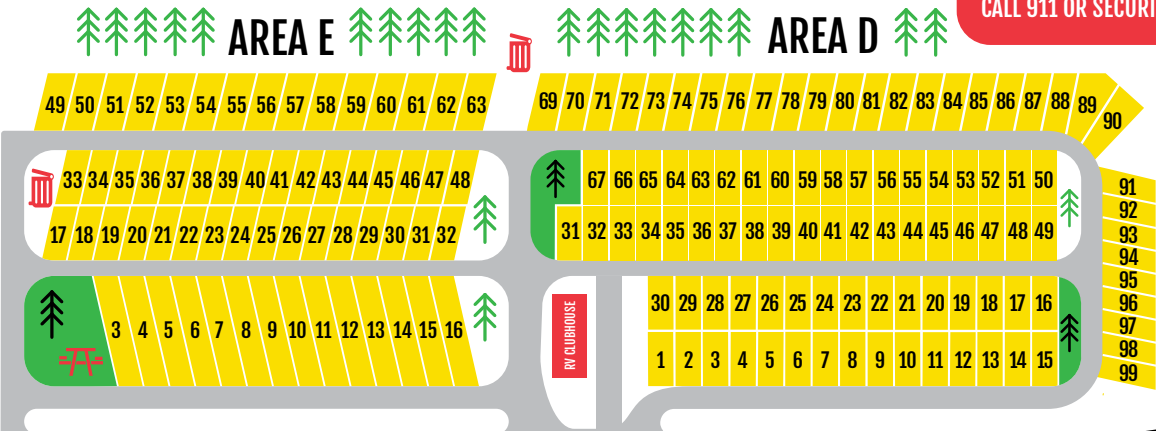 CALL 911 OR SECURI
AREA E
AREA D
49 50 51 52 53 54 55 56 57 58 59 60 61 62 63
69 70 71 72 73 74 75 76 77 78 79 80 81 82 83 84 85 86 87 88 89 90
33 34 35 36 37 38 39 40 41 42 43 44 45 46 47 48
67 66 65 64 63 62 61 60 59 58 57 56 55 54 53 52 51 50
17 18 19 20 21 22 23 24 25 26 27 28 29 30 31 32
31 32 33 34 35 36 37 38 39 40 41 42 43 44 45 46 47 48 49
91
92
93
94
95
96
97
98
99
3 4 5 6 7 8 9 10 11 12 13 14 15 16
RV CLUBHOUSE
30 29 28 27 26 25 24 23 22 21 20 19 18 17 16
1 2 3 4 5 6 7 8 9 10 11 12 13 14 15